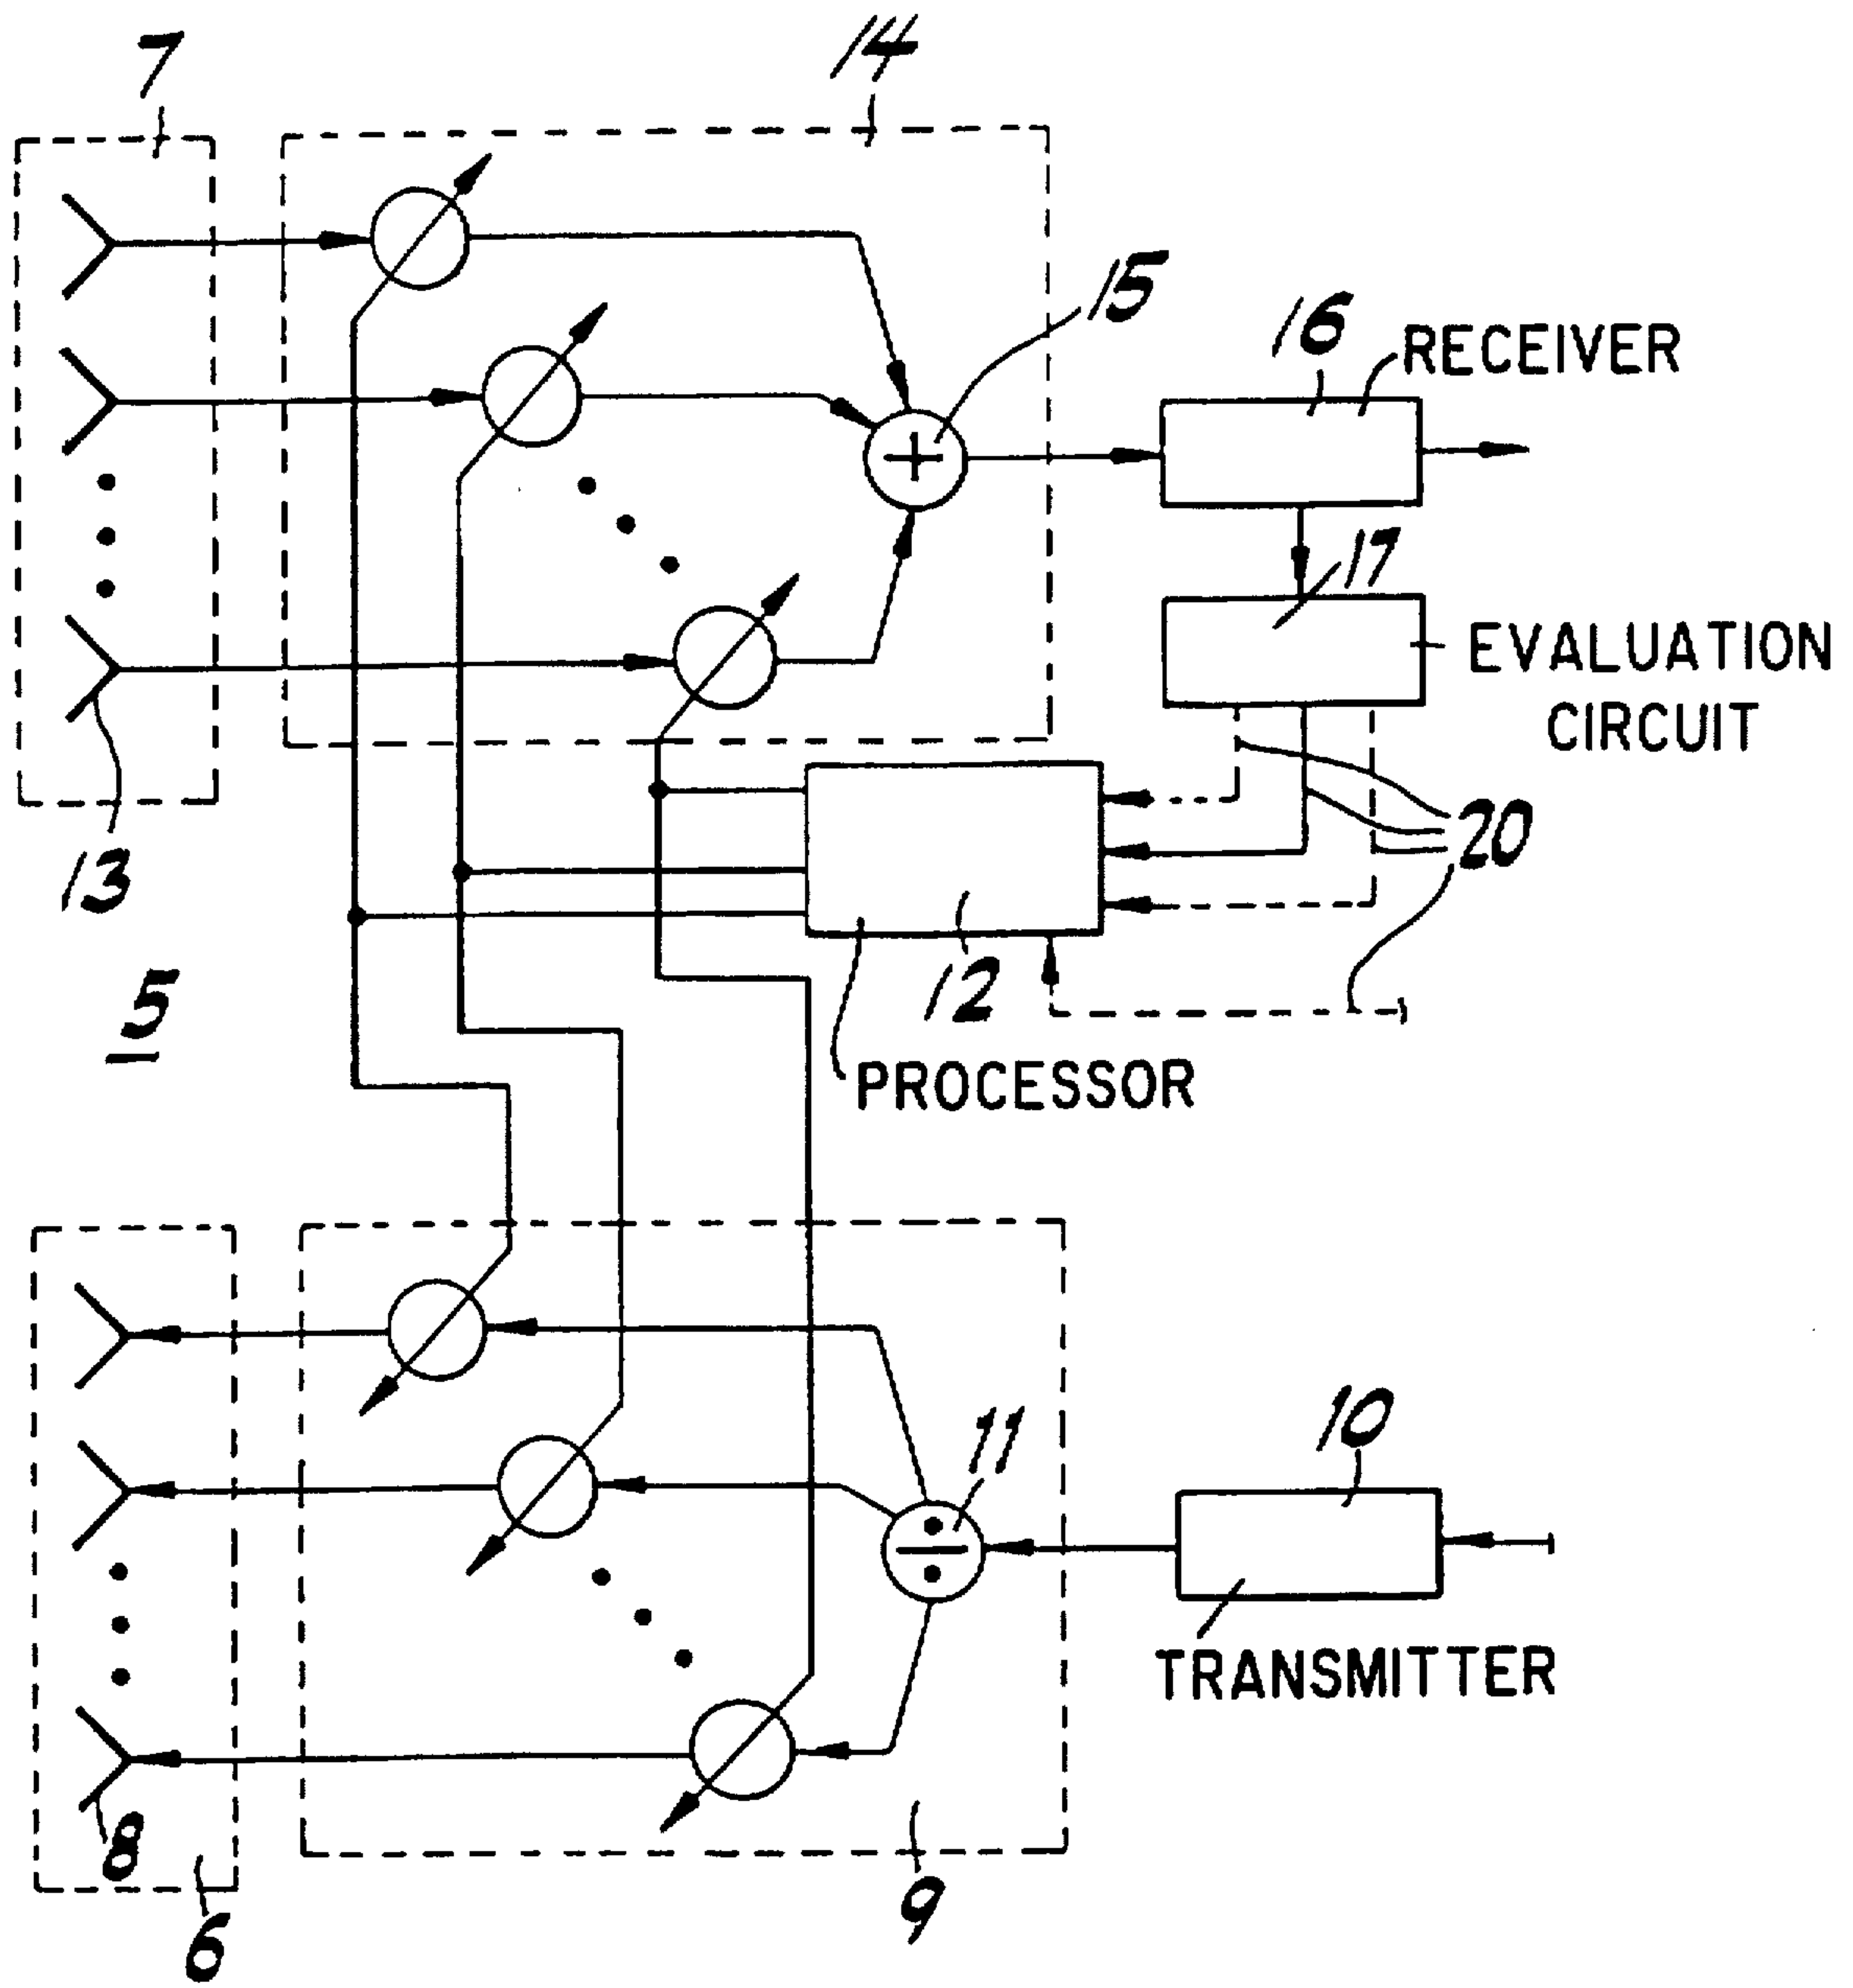 7
14
15
16
RECEIVER
17
EVALUATION
CIRCUIT
20
13
12
5
PROCESSOR
11
10
TRANSMITTER
8
9
6